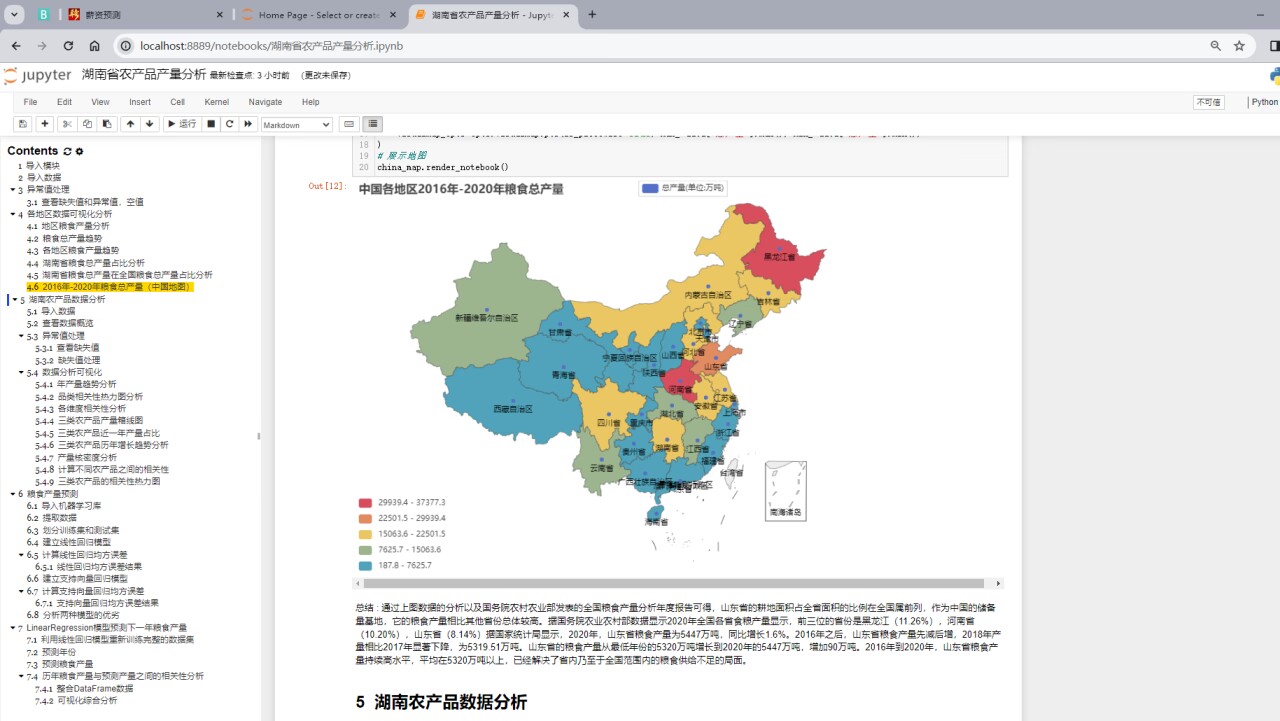 薪资预测
Home Page - Select or create
湖南省农产品产量分析 - Jupyte
localhost:8889/notebooks/湖南省农产品产量分析.ipynb
jupyter 湖南省农产品产量分析 最新检查点: 3 小时前 (更改未保存)
File Edit View Insert Cell Kernel Navigate Help
不可信 Python
运行 Markdown
Contents
1 导入模块
2 导入数据
3 异常值处理
3.1 查看缺失值和异常值，空值
4 各地区数据可视化分析
4.1 地区粮食产量分析
4.2 粮食总产量趋势
4.3 各地区粮食产量趋势
4.4 湖南省粮食总产量占比分析
4.5 湖南省粮食总产量在全国粮食总产量占比分析
4.6 2016年-2020年粮食总产量（中国地图）
5 湖南农产品数据分析
5.1 导入数据
5.2 查看数据概览
5.3 异常值处理
5.3.1 查看缺失值
5.3.2 缺失值处理
5.4 数据分析可视化
5.4.1 年产量趋势分析
5.4.2 品类相关性热力图分析
5.4.3 各维度相关性分析
5.4.4 三类农产品产量箱线图
5.4.5 三类农产品近一年产量占比
5.4.6 三类农产品历年增长趋势分析
5.4.7 产量核密度分析
5.4.8 计算不同农产品之间的相关性
5.4.9 三类农产品的相关性热力图
6 粮食产量预测
6.1 导入机器学习库
6.2 提取数据
6.3 划分训练集和测试集
6.4 建立线性回归模型
6.5 计算线性回归均方误差
6.5.1 线性回归均方误差结果
6.6 建立支持向量回归模型
6.7 计算支持向量回归均方误差
6.7.1 支持向量回归均方误差结果
6.8 分析两种模型的优劣
7 LinearRegression模型预测下一年粮食产量
7.1 利用线性回归模型重新训练完整的数据集
7.2 预测年份
7.3 预测粮食产量
7.4 历年粮食产量与预测产量之间的相关性分析
7.4.1 整合DataFrame数据
7.4.2 可视化综合分析
18 )
19 # 展示地图
20 china_map.render_notebook()
Out[12]:
中国各地区2016年-2020年粮食总产量
总产量(单位:万吨)
黑龙江省
内蒙古自治区
吉林省
新疆维吾尔自治区
辽宁省
甘肃省
北京市
天津市
河北省
宁夏回族自治区
山西省
山东省
陕西省
青海省
河南省
江苏省
西藏自治区
安徽省
湖北省
上海市
四川省
重庆市
浙江省
湖南省
江西省
贵州省
福建省
云南省
台湾省
广西壮族自治区
南海诸岛
海南省
29939.4 - 37377.3
22501.5 - 29939.4
15063.6 - 22501.5
7625.7 - 15063.6
187.8 - 7625.7
总结：通过上图数据的分析以及国务院农村农业部发表的全国粮食产量分析年度报告可得，山东省的耕地面积占全省面积的比例在全国属前列，作为中国的储备
量基地，它的粮食产量相比其他省份总体较高。据国务院农业农村部数据显示2020年全国各省食粮产量显示，前三位的省份是黑龙江（11.26%），河南省
（10.20%），山东省（8.14%）据国家统计局显示，2020年，山东省粮食产量为5447万吨，同比增长1.6%。2016年之后，山东省粮食产量先减后增，2018年产
量相比2017年显著下降，为5319.51万吨。山东省的粮食产量从最低年份的5320万吨增长到2020年的5447万吨，增加90万吨。2016年到2020年，山东省粮食产
量持续高水平，平均在5320万吨以上，已经解决了省内乃至于全国范围内的粮食供给不足的局面。
5 湖南农产品数据分析